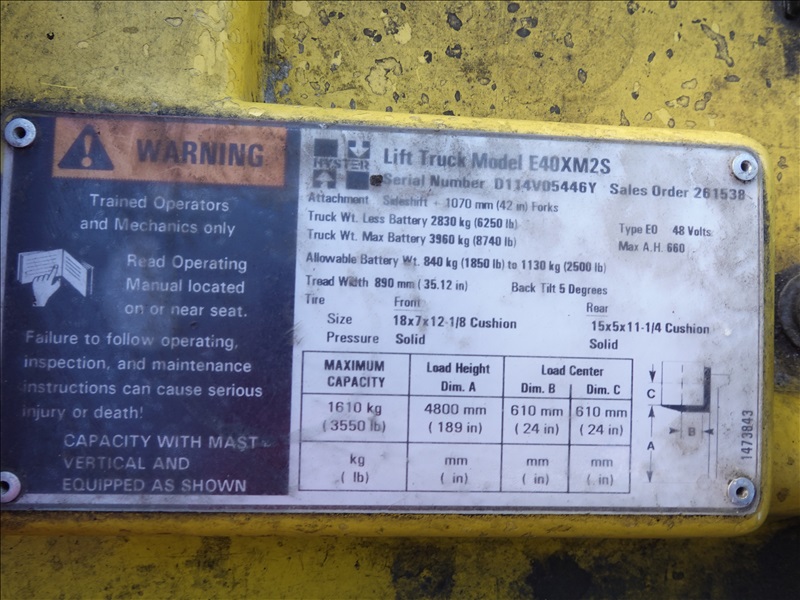 WARNING
Trained Operators
and Mechanics only
Read Operating
Manual located
on or near seat.
Failure to follow operating,
inspection, and maintenance
instructions can cause serious
injury or death!
CAPACITY WITH MAST
VERTICAL AND
EQUIPPED AS SHOWN
HYSTER
Lift Truck Model E40XM2S
Serial Number D114V05446Y Sales Order 261538
Attachment Sideshift - 1070 mm (42 in) Forks
Truck Wt. Less Battery 2830 kg (6250 lb) Type EO 48 Volts
Truck Wt. Max Battery 3960 kg (8740 lb) Max A.H. 660
Allowable Battery Wt. 840 kg (1850 lb) to 1130 kg (2500 lb)
Tread Width 890 mm ( 35.12 in) Back Tilt 5 Degrees
Tire From Rear
Size 18x7x12-1/8 Cushion 15x5x11-1/4 Cushion
Pressure Solid Solid
MAXIMUM CAPACITY Load Height Dim. A Load Center Dim. B Dim. C
1610 kg 4800 mm 610 mm 610 mm
(3550 lb) (189 in) (24 in) (24 in)
kg mm mm mm
( lb) ( in) ( in) ( in)
C
B
A
1473843